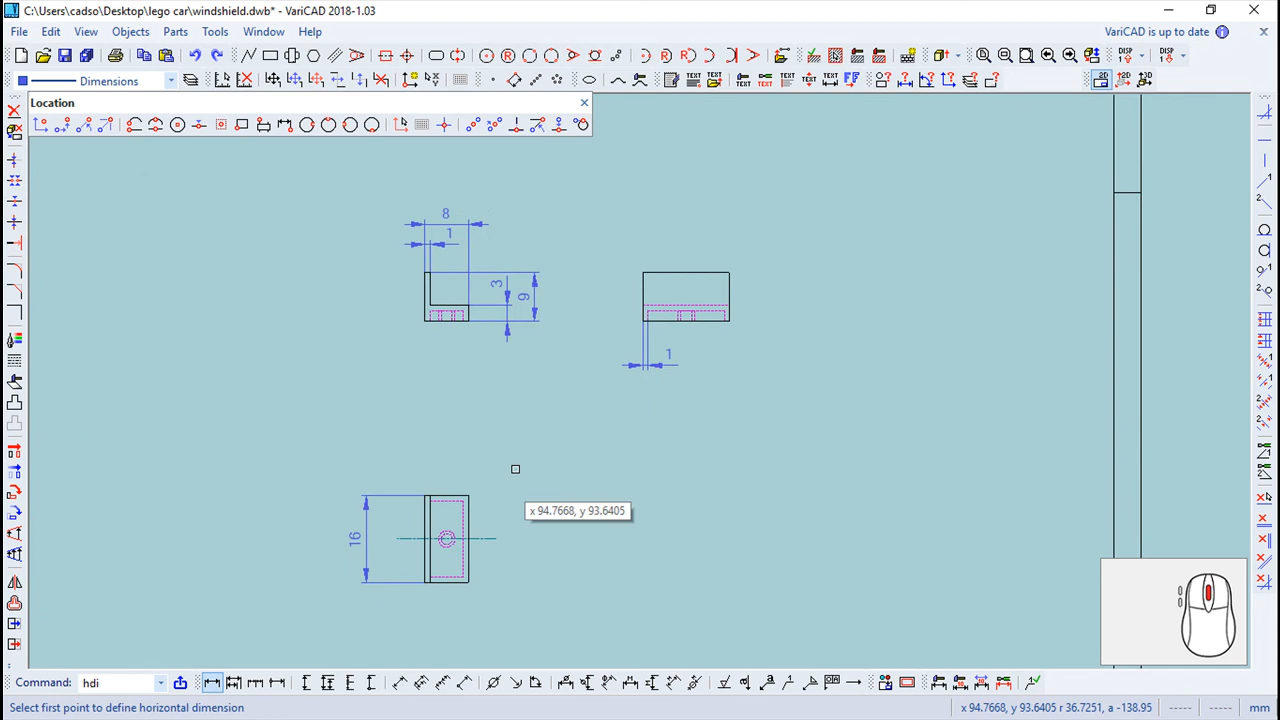 C:\Users\cadso\Desktop\lego car\windshield.dwb* - VariCAD 2018-1.03
File Edit View Objects Parts Tools Window Help
VariCAD is up to date
Dimensions
Location
8
1
3
9
1
x 94.7668, y 93.6405
16
Command: hdi
Select first point to define horizontal dimension
x 94.7668, y 93.6405 r 36.7251, a -138.95 ----- ----- mm